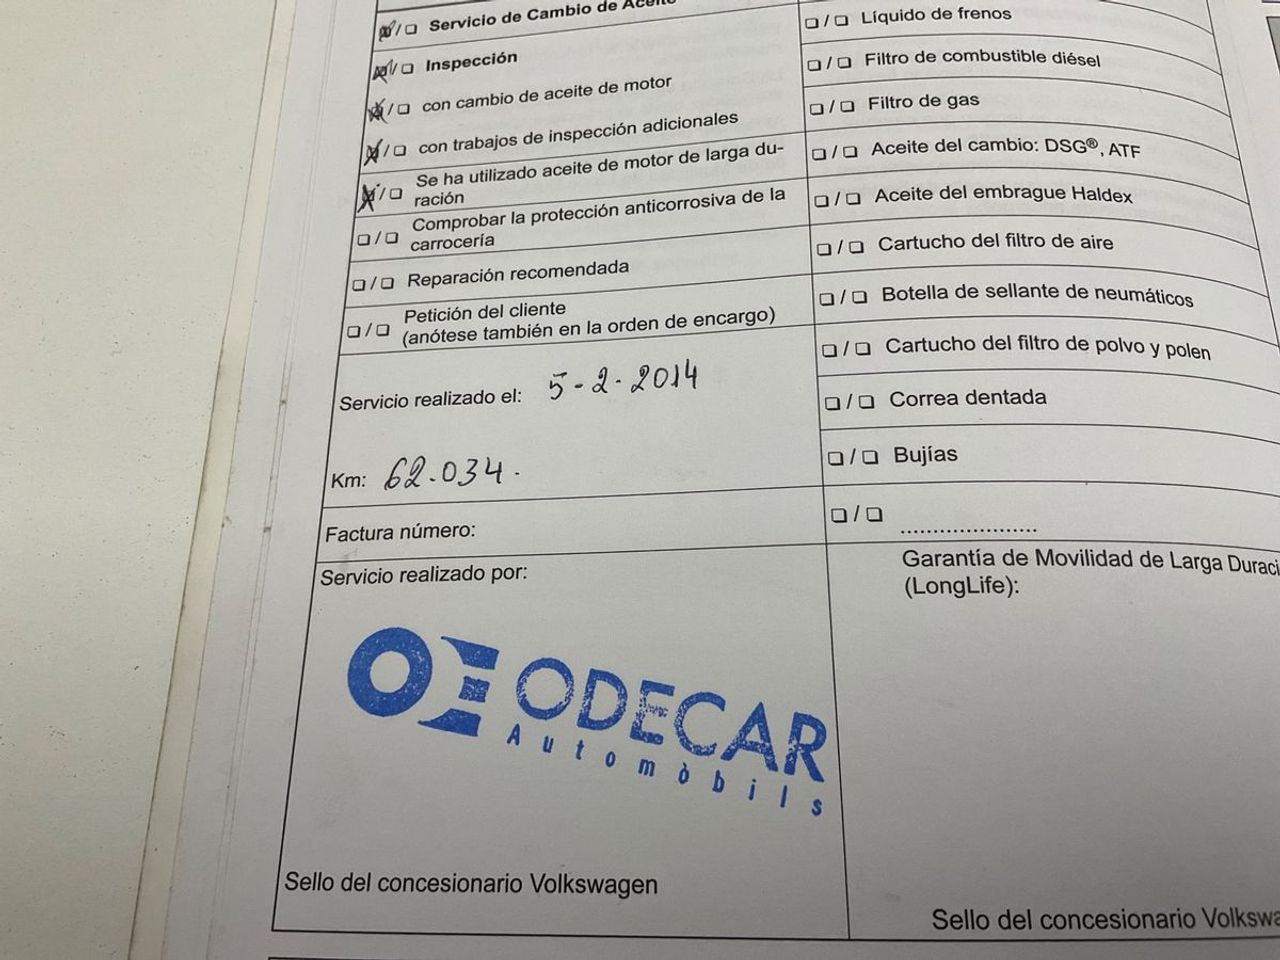 Servicio de Cambio de Aceite
Inspección
con cambio de aceite de motor
con trabajos de inspección adicionales
Se ha utilizado aceite de motor de larga du-
ración
Comprobar la protección anticorrosiva de la
carrocería
Reparación recomendada
Petición del cliente
(anótese también en la orden de encargo)
Servicio realizado el: 5-2-2014
Km: 62.034.
Factura número:
Servicio realizado por:
ODECAR
Automòbils
Sello del concesionario Volkswagen
Líquido de frenos
Filtro de combustible diésel
Filtro de gas
Aceite del cambio: DSG®, ATF
Aceite del embrague Haldex
Cartucho del filtro de aire
Botella de sellante de neumáticos
Cartucho del filtro de polvo y polen
Correa dentada
Bujías
......................
Garantía de Movilidad de Larga Duraci
(LongLife):
Sello del concesionario Volkswa